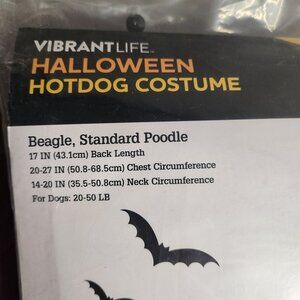 VIBRANTLIFE™
HALLOWEEN
HOTDOG COSTUME
Beagle, Standard Poodle
17 IN (43.1cm) Back Length
20-27 IN (50.8-68.5cm) Chest Circumference
14-20 IN (35.5-50.8cm) Neck Circumference
For Dogs: 20-50 LB